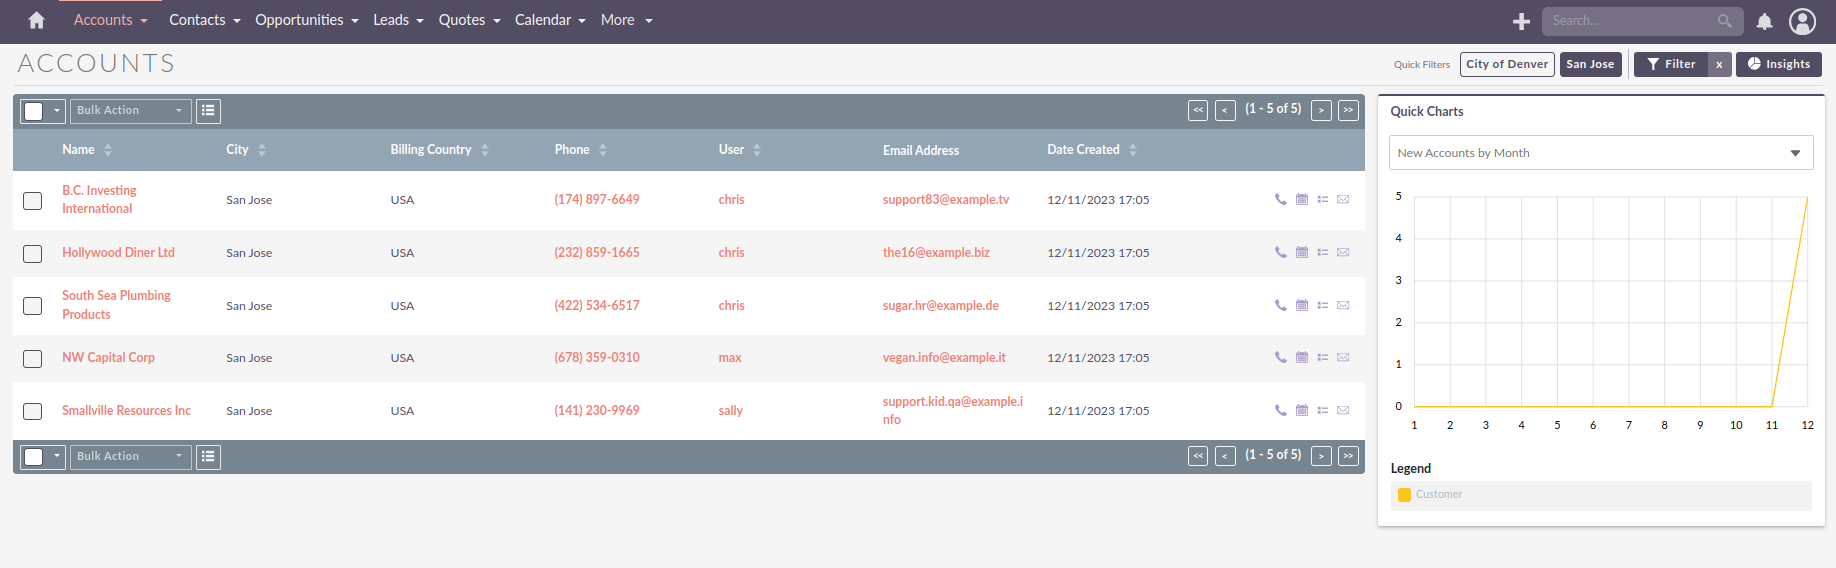 Accounts Contacts Opportunities Leads Quotes Calendar More Search...
ACCOUNTS
Quick Filters City of Denver San Jose Filter x Insights
Bulk Action << < (1 - 5 of 5) > >>
Name City Billing Country Phone User Email Address Date Created
B.C. Investing International San Jose USA (174) 897-6649 chris support83@example.tv 12/11/2023 17:05
Hollywood Diner Ltd San Jose USA (232) 859-1665 chris the16@example.biz 12/11/2023 17:05
South Sea Plumbing Products San Jose USA (422) 534-6517 chris sugar.hr@example.de 12/11/2023 17:05
NW Capital Corp San Jose USA (678) 359-0310 max vegan.info@example.it 12/11/2023 17:05
Smallville Resources Inc San Jose USA (141) 230-9969 sally support.kid.qa@example.info 12/11/2023 17:05
Bulk Action << < (1 - 5 of 5) > >>
Quick Charts
New Accounts by Month
5
4
3
2
1
0
1 2 3 4 5 6 7 8 9 10 11 12
Legend
Customer